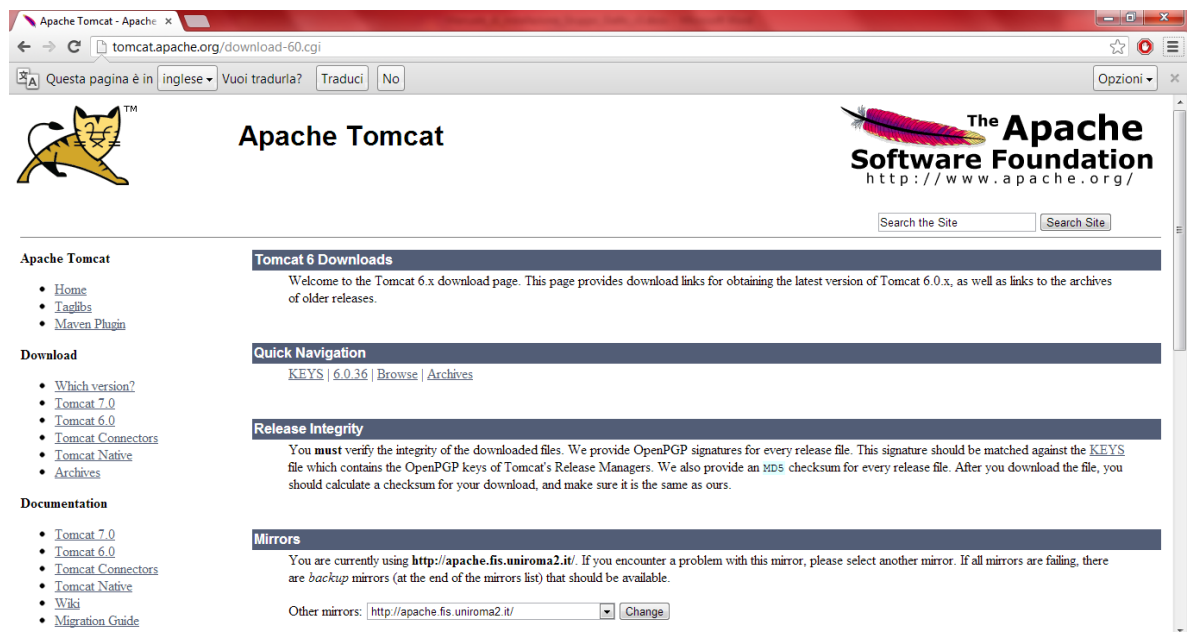 Apache Tomcat - Apache ×
tomcat.apache.org/download-60.cgi
Questa pagina è in inglese Vuoi tradurla? Traduci No Opzioni
TM
Apache Tomcat
The Apache
Software Foundation
http://www.apache.org/
Search the Site Search Site
Apache Tomcat
Home
Taglibs
Maven Plugin
Download
Which version?
Tomcat 7.0
Tomcat 6.0
Tomcat Connectors
Tomcat Native
Archives
Documentation
Tomcat 7.0
Tomcat 6.0
Tomcat Connectors
Tomcat Native
Wiki
Migration Guide
Tomcat 6 Downloads
Welcome to the Tomcat 6.x download page. This page provides download links for obtaining the latest version of Tomcat 6.0.x, as well as links to the archives
of older releases.
Quick Navigation
KEYS | 6.0.36 | Browse | Archives
Release Integrity
You must verify the integrity of the downloaded files. We provide OpenPGP signatures for every release file. This signature should be matched against the KEYS
file which contains the OpenPGP keys of Tomcat's Release Managers. We also provide an MD5 checksum for every release file. After you download the file, you
should calculate a checksum for your download, and make sure it is the same as ours.
Mirrors
You are currently using http://apache.fis.uniroma2.it/. If you encounter a problem with this mirror, please select another mirror. If all mirrors are failing, there
are backup mirrors (at the end of the mirrors list) that should be available.
Other mirrors: http://apache.fis.uniroma2.it/ Change